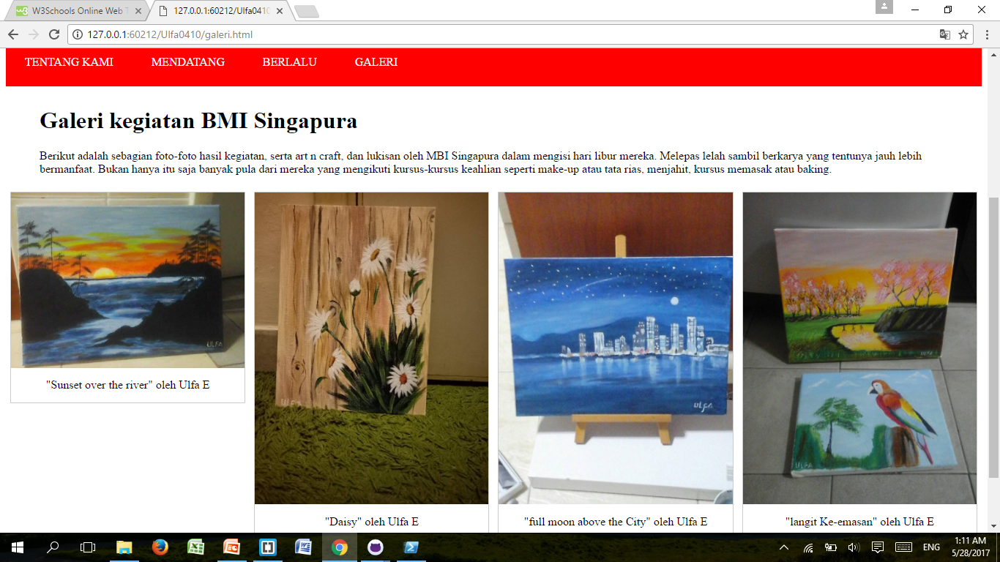 W3Schools Online Web T
127.0.0.1:60212/Ulfa0410
127.0.0.1:60212/Ulfa0410/galeri.html
TENTANG KAMI MENDATANG BERLALU GALERI
Galeri kegiatan BMI Singapura
Berikut adalah sebagian foto-foto hasil kegiatan, serta art n craft, dan lukisan oleh MBI Singapura dalam mengisi hari libur mereka. Melepas lelah sambil berkarya yang tentunya jauh lebih
bermanfaat. Bukan hanya itu saja banyak pula dari mereka yang mengikuti kursus-kursus keahlian seperti make-up atau tata rias, menjahit, kursus memasak atau baking.
ULFA
ULFA
ULFA
ULFA
ULFA
"Sunset over the river" oleh Ulfa E
"Daisy" oleh Ulfa E
"full moon above the City" oleh Ulfa E
"langit Ke-emasan" oleh Ulfa E
ENG
1:11 AM
5/28/2017